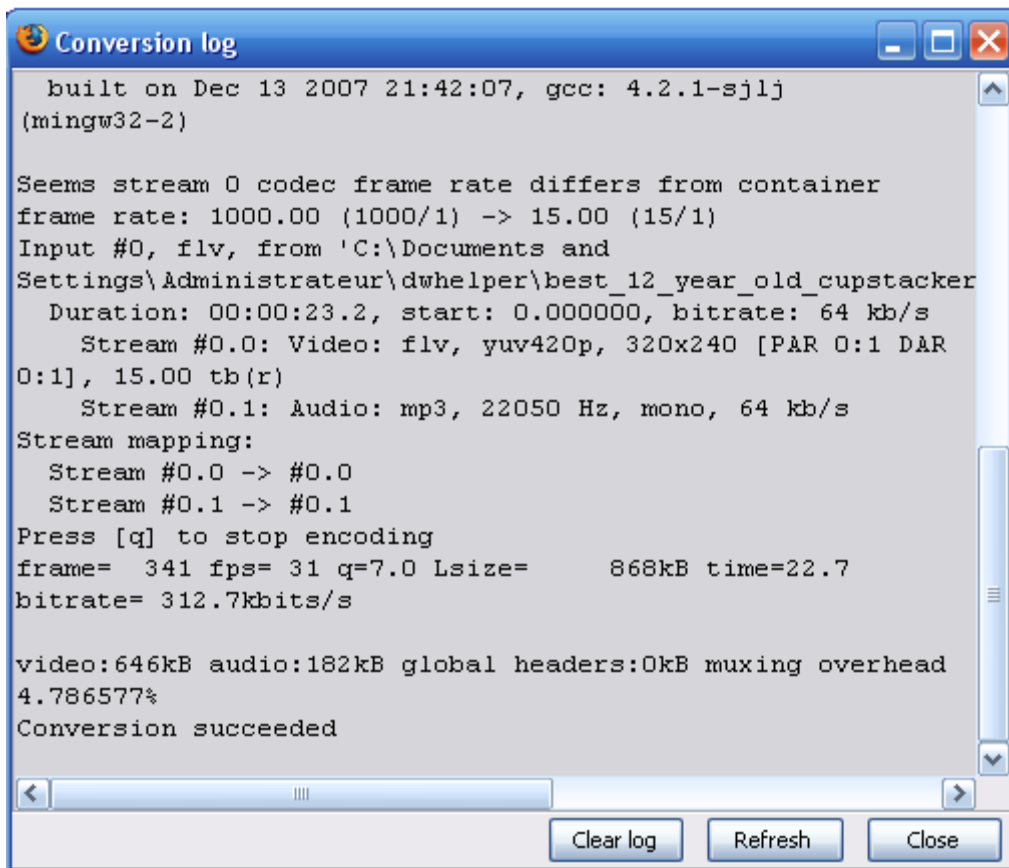 Conversion log
built on Dec 13 2007 21:42:07, gcc: 4.2.1-sjlj
(mingw32-2)
Seems stream 0 codec frame rate differs from container
frame rate: 1000.00 (1000/1) -> 15.00 (15/1)
Input #0, flv, from 'C:\Documents and
Settings\Administrateur\dwhelper\best_12_year_old_cupstacker
Duration: 00:00:23.2, start: 0.000000, bitrate: 64 kb/s
Stream #0.0: Video: flv, yuv420p, 320x240 [PAR 0:1 DAR
0:1], 15.00 tb(r)
Stream #0.1: Audio: mp3, 22050 Hz, mono, 64 kb/s
Stream mapping:
Stream #0.0 -> #0.0
Stream #0.1 -> #0.1
Press [q] to stop encoding
frame=  341 fps= 31 q=7.0 Lsize=     868kB time=22.7
bitrate= 312.7kbits/s
video:646kB audio:182kB global headers:0kB muxing overhead
4.786577%
Conversion succeeded
Clear log Refresh Close